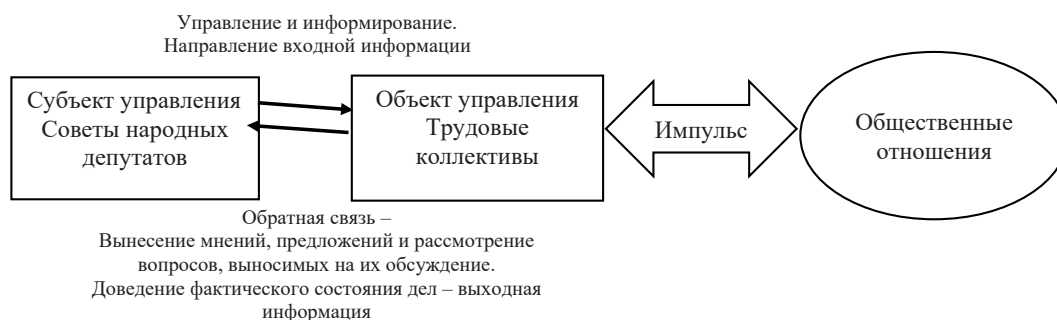 Управление и информирование.
Направление входной информации
Субъект управления
Советы народных
депутатов
Объект управления
Трудовые
коллективы
Импульс
Общественные
отношения
Обратная связь –
Вынесение мнений, предложений и рассмотрение
вопросов, выносимых на их обсуждение.
Доведение фактического состояния дел – выходная
информация